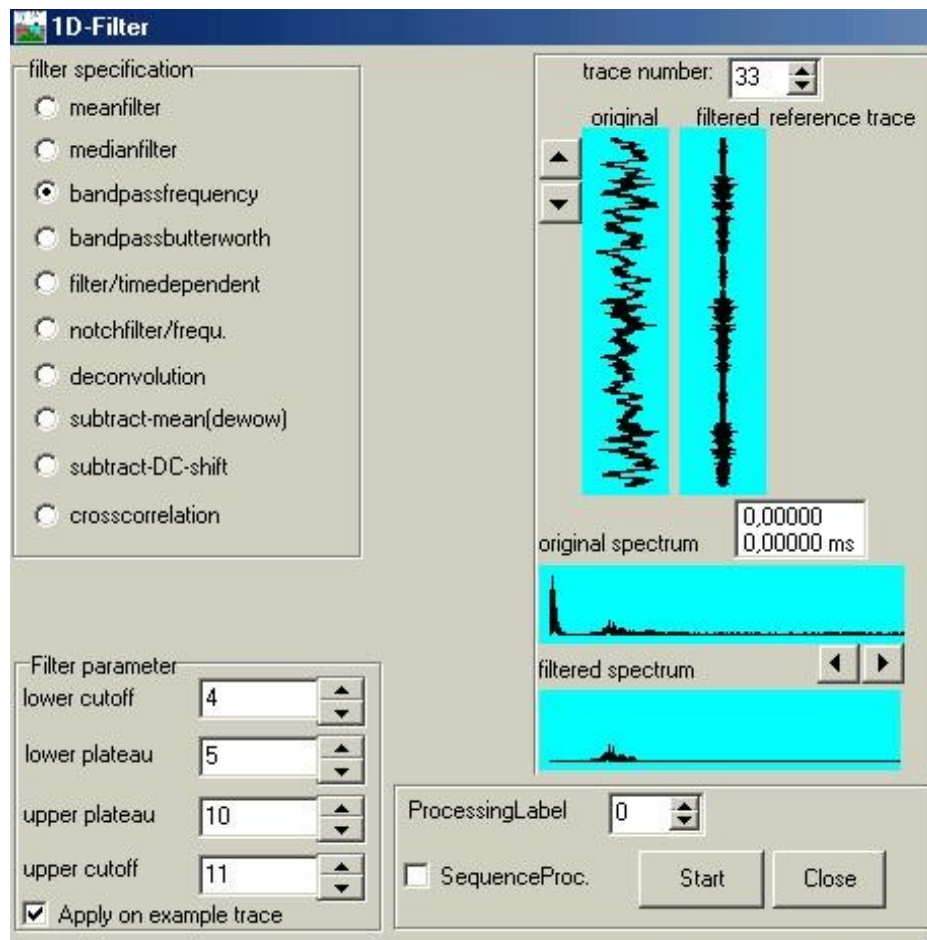 1D-Filter
filter specification
meanfilter
medianfilter
bandpassfrequency
bandpassbutterworth
filter/timedependent
notchfilter/frequ.
deconvolution
subtract-mean(dewow)
subtract-DC-shift
crosscorrelation
trace number: 33
original filtered reference trace
0,00000
0,00000 ms
original spectrum
filtered spectrum
Filter parameter
lower cutoff 4
lower plateau 5
upper plateau 10
upper cutoff 11
Apply on example trace
ProcessingLabel 0
SequenceProc. Start Close